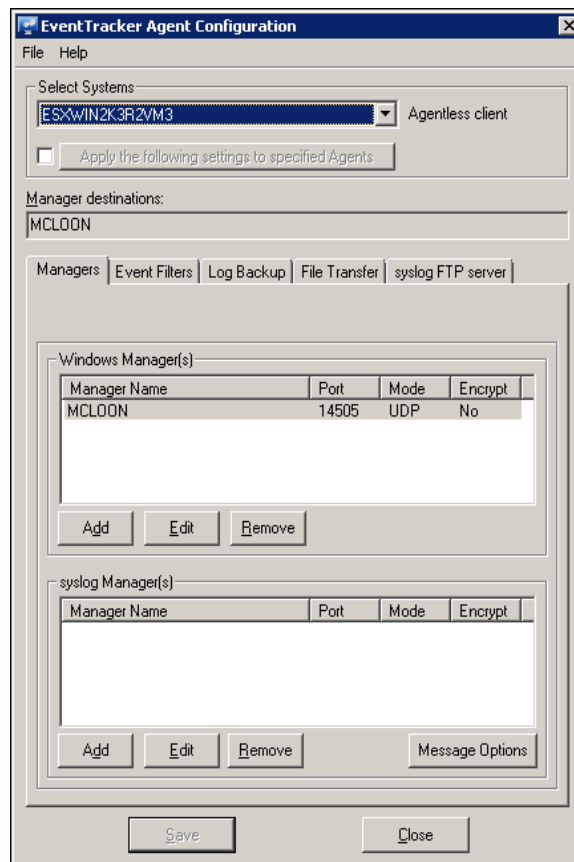 EventTracker Agent Configuration
File Help
Select Systems
ESXWIN2K3R2VM3 Agentless client
Apply the following settings to specified Agents
Manager destinations:
MCLOON
Managers Event Filters Log Backup File Transfer syslog FTP server
Windows Manager(s)
Manager Name Port Mode Encrypt
MCLOON 14505 UDP No
Add Edit Remove
syslog Manager(s)
Manager Name Port Mode Encrypt
Add Edit Remove Message Options
Save Close